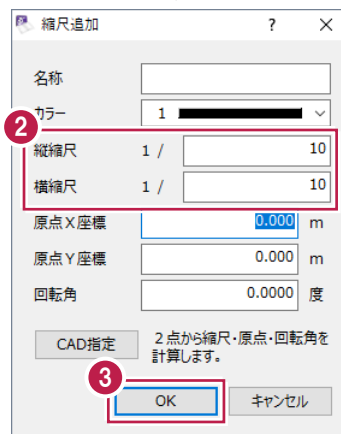 縮尺追加 ? ×
名称
カラー 1
2
縦縮尺 1 / 10
横縮尺 1 / 10
原点X座標 0.000 m
原点Y座標 0.000 m
回転角 0.0000 度
CAD指定 2点から縮尺・原点・回転角を
計算します。
3
OK キャンセル